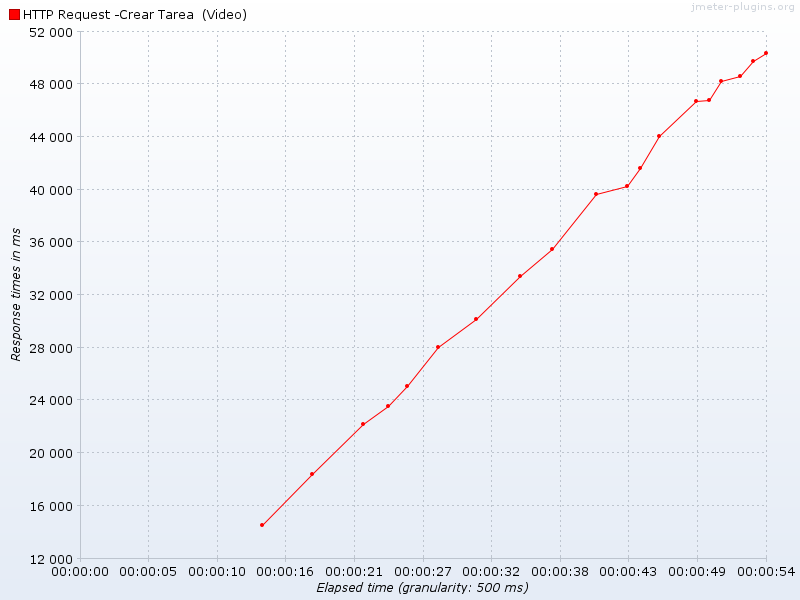 jmeter-plugins.org
HTTP Request -Crear Tarea  (Video)
52 000
48 000
44 000
40 000
36 000
32 000
28 000
24 000
20 000
16 000
12 000
Response times in ms
00:00:00 00:00:05 00:00:10 00:00:16 00:00:21 00:00:27 00:00:32 00:00:38 00:00:43 00:00:49 00:00:54
Elapsed time (granularity: 500 ms)